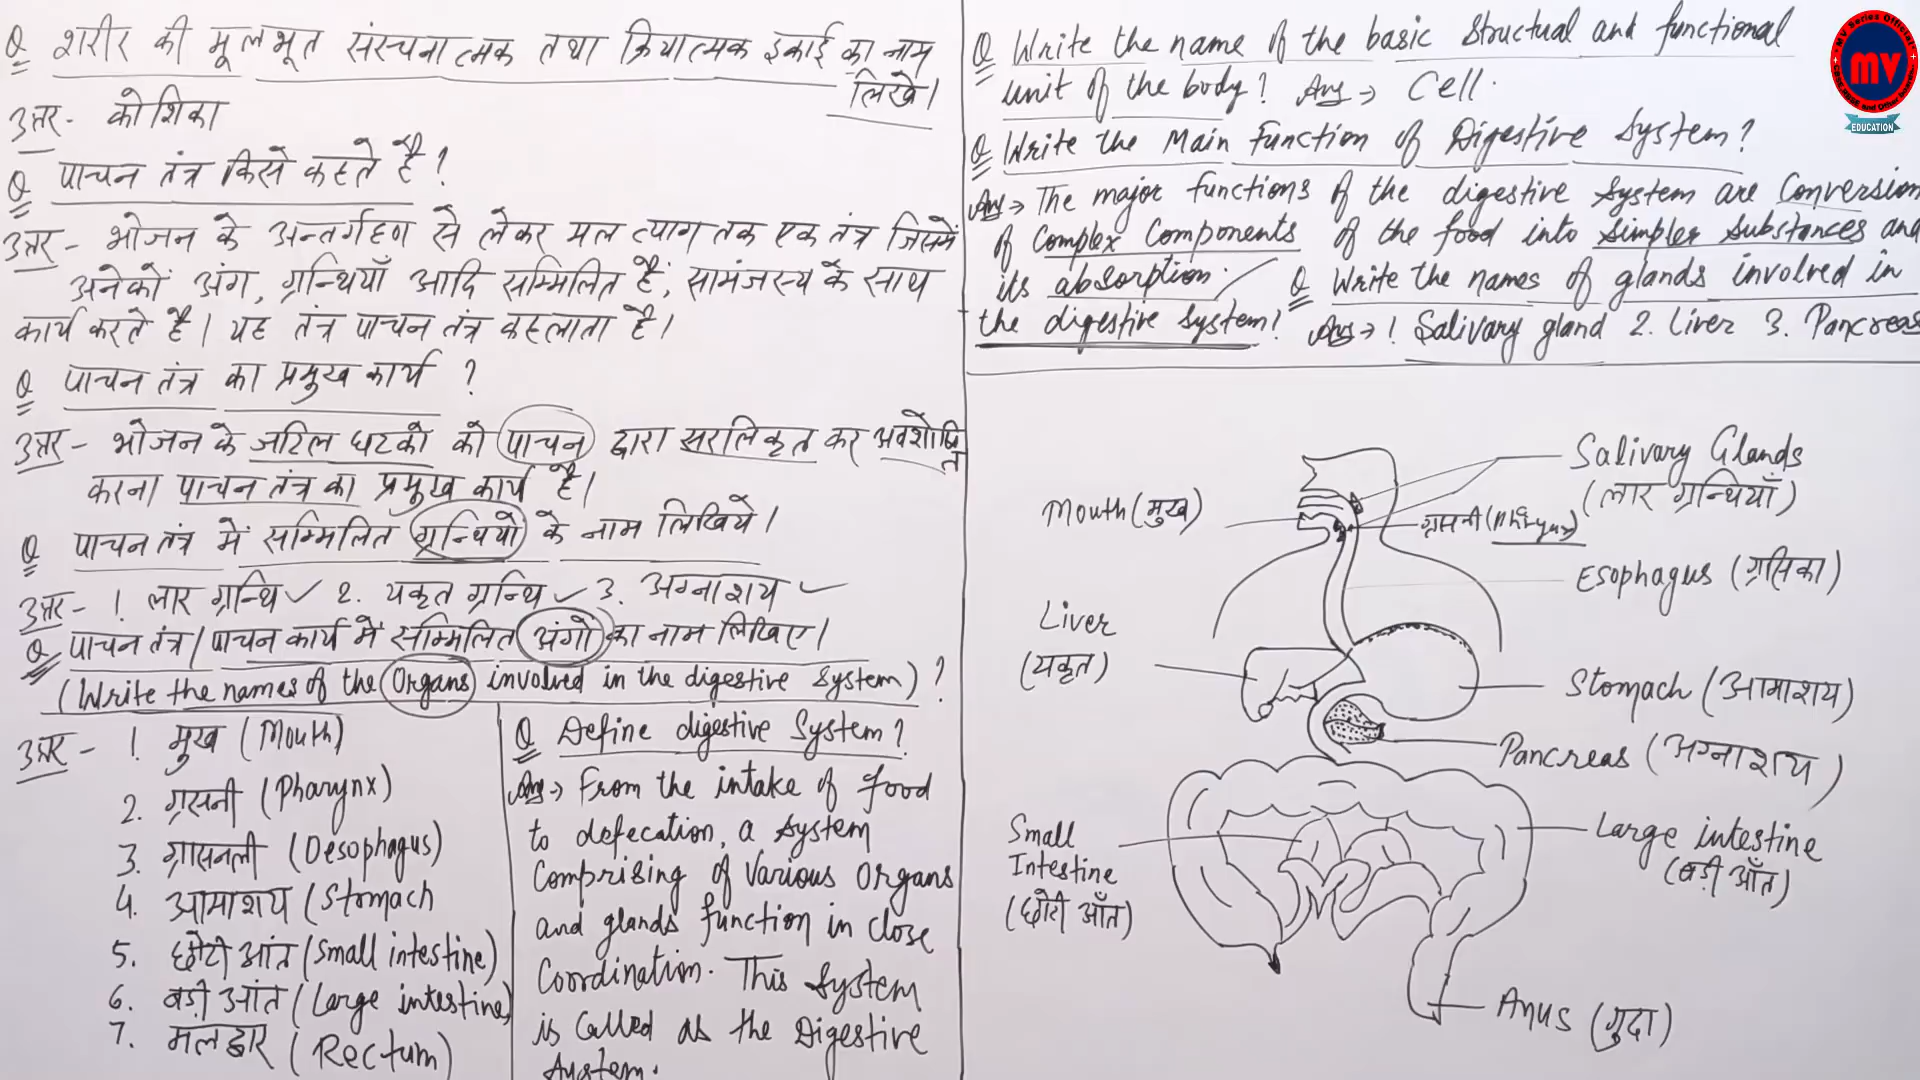 Q शरीर की मूलभूत संरचनात्मक तथा क्रियात्मक इकाई का नाम
लिखे।
उत्तर- कोशिका
Q पाचन तंत्र किसे कहते है ?
उत्तर - भोजन के अन्तर्गहण से लेकर मल त्याग तक एक तंत्र जिसमें
अनेकों अंग, ग्रन्थियाँ आदि सम्मिलित हैं, सामंजस्य के साथ
कार्य करते है। यह तंत्र पाचन तंत्र कहलाता है।
Q पाचन तंत्र का प्रमुख कार्य ?
उत्तर- भोजन के जटिल घटको को पाचन द्वारा सरलिकृत कर अवशोषित
करना पाचन तंत्र का प्रमुख कार्य है।
Q पाचन तंत्र में सम्मिलित ग्रन्थियो के नाम लिखिये।
उत्तर- 1. लार ग्रन्थि 2. यकृत ग्रन्थि 3. अग्नाशय
Q पाचन तंत्र/पाचन कार्य में सम्मिलित अंगो का नाम लिखिए।
(Write the names of the Organs involved in the digestive System) ?
उत्तर - 1. मुख (Mouth)
2. ग्रसनी (Pharynx)
3. ग्रासनली (Oesophagus)
4. आमाशय (Stomach
5. छोटी आंत (Small intestine)
6. बड़ी आंत (Large intestine)
7. मलद्वार (Rectum)
Q Define digestive System?
Ans → From the intake of food
to defecation, a System
Comprising of Various Organs
and glands function in close
Coordination. This System
is Called as the Digestive
System.
Q Write the name of the basic Structual and functional
unit of the body? Ans → Cell.
Q Write the Main Function of Digestive System?
Ans → The major functions of the digestive System are Conversion
of Complex Components of the food into Simpler Substances and
its absorption. Q Write the names of glands involved in
the digestive System? Ans → 1 Salivary gland 2. Liver 3. Pancreas
MV Series Official
MV
EDUCATION
Salivary Glands
(लार ग्रन्थियाँ)
Mouth (मुख)
ग्रासनी (Phrynx)
Esophagus (ग्रसिका)
Liver
(यकृत)
Stomach (आमाशय)
Pancreas (अग्नाशय)
Small
Intestine
(छोटी आँत)
Large intestine
(बड़ी आँत)
Anus (गुदा)